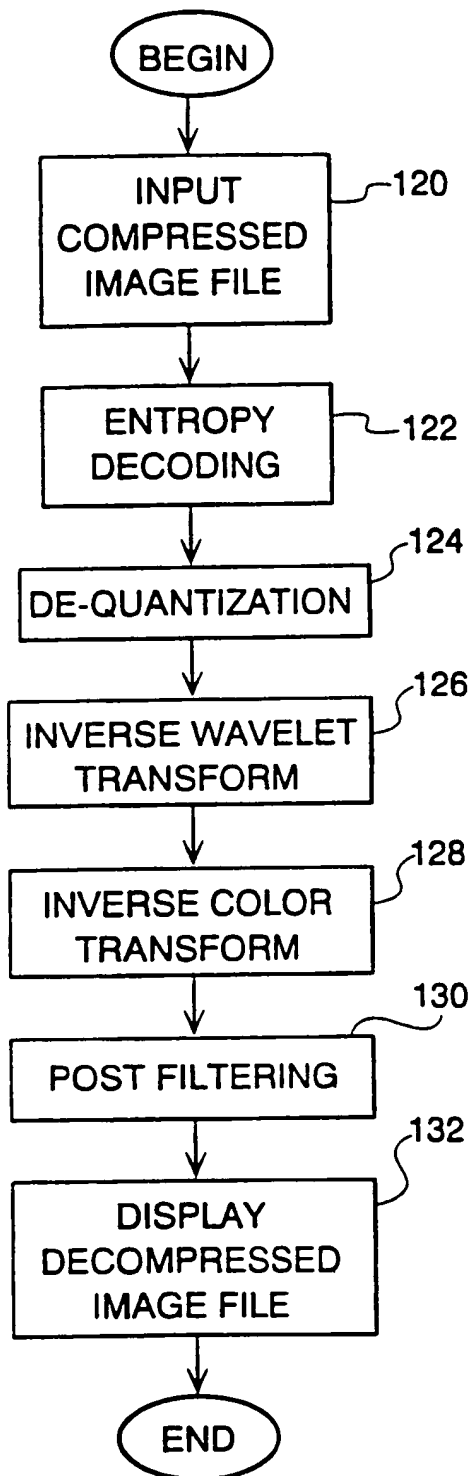 BEGIN
INPUT
COMPRESSED
IMAGE FILE
120
ENTROPY
DECODING
122
124
DE-QUANTIZATION
126
INVERSE WAVELET
TRANSFORM
128
INVERSE COLOR
TRANSFORM
130
POST FILTERING
132
DISPLAY
DECOMPRESSED
IMAGE FILE
END